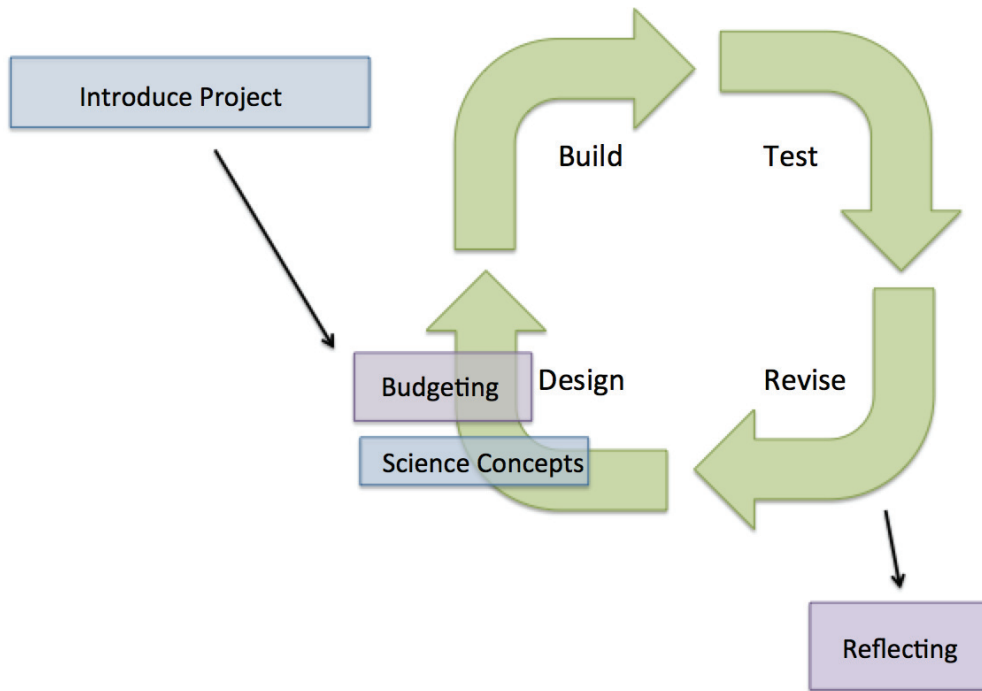 Introduce Project
Build
Test
Budgeting
Design
Revise
Science Concepts
Reflecting